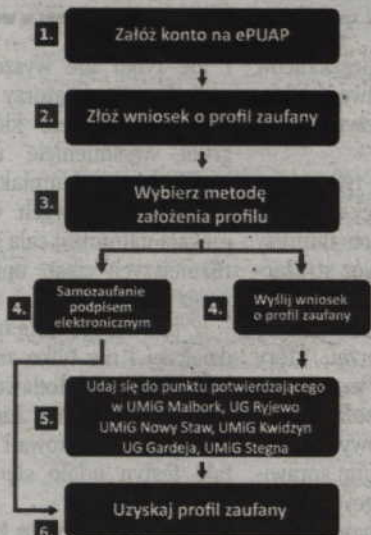 1. Załóż konto na ePUAP
2. Złóż wniosek o profil zaufany
3. Wybierz metodę
założenia profilu
4. Samozaufanie
podpisem
elektronicznym
4. Wyślij wniosek
o profil zaufany
5. Udaj się do punktu potwierdzającego
w UMiG Malbork, UG Ryjewo
UMiG Nowy Staw, UMiG Kwidzyn
UG Gardeja, UMiG Stegna
6. Uzyskaj profil zaufany